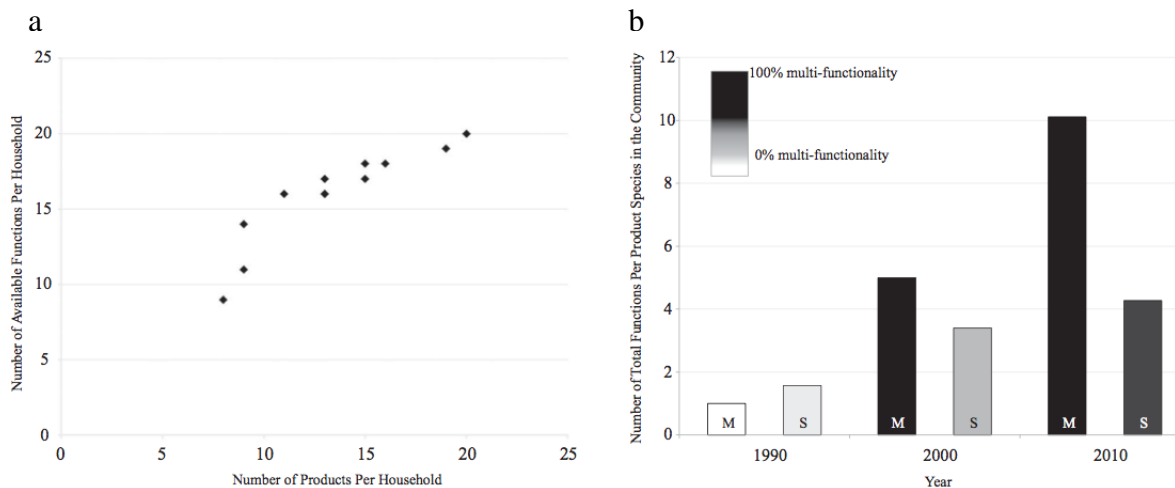 a
Number of Available Functions Per Household
25
20
15
10
5
0
0 5 10 15 20 25
Number of Products Per Household
b
Number of Total Functions Per Product Species in the Community
12
10
8
6
4
2
0
100% multi-functionality
0% multi-functionality
M S M S M S
1990 2000 2010
Year